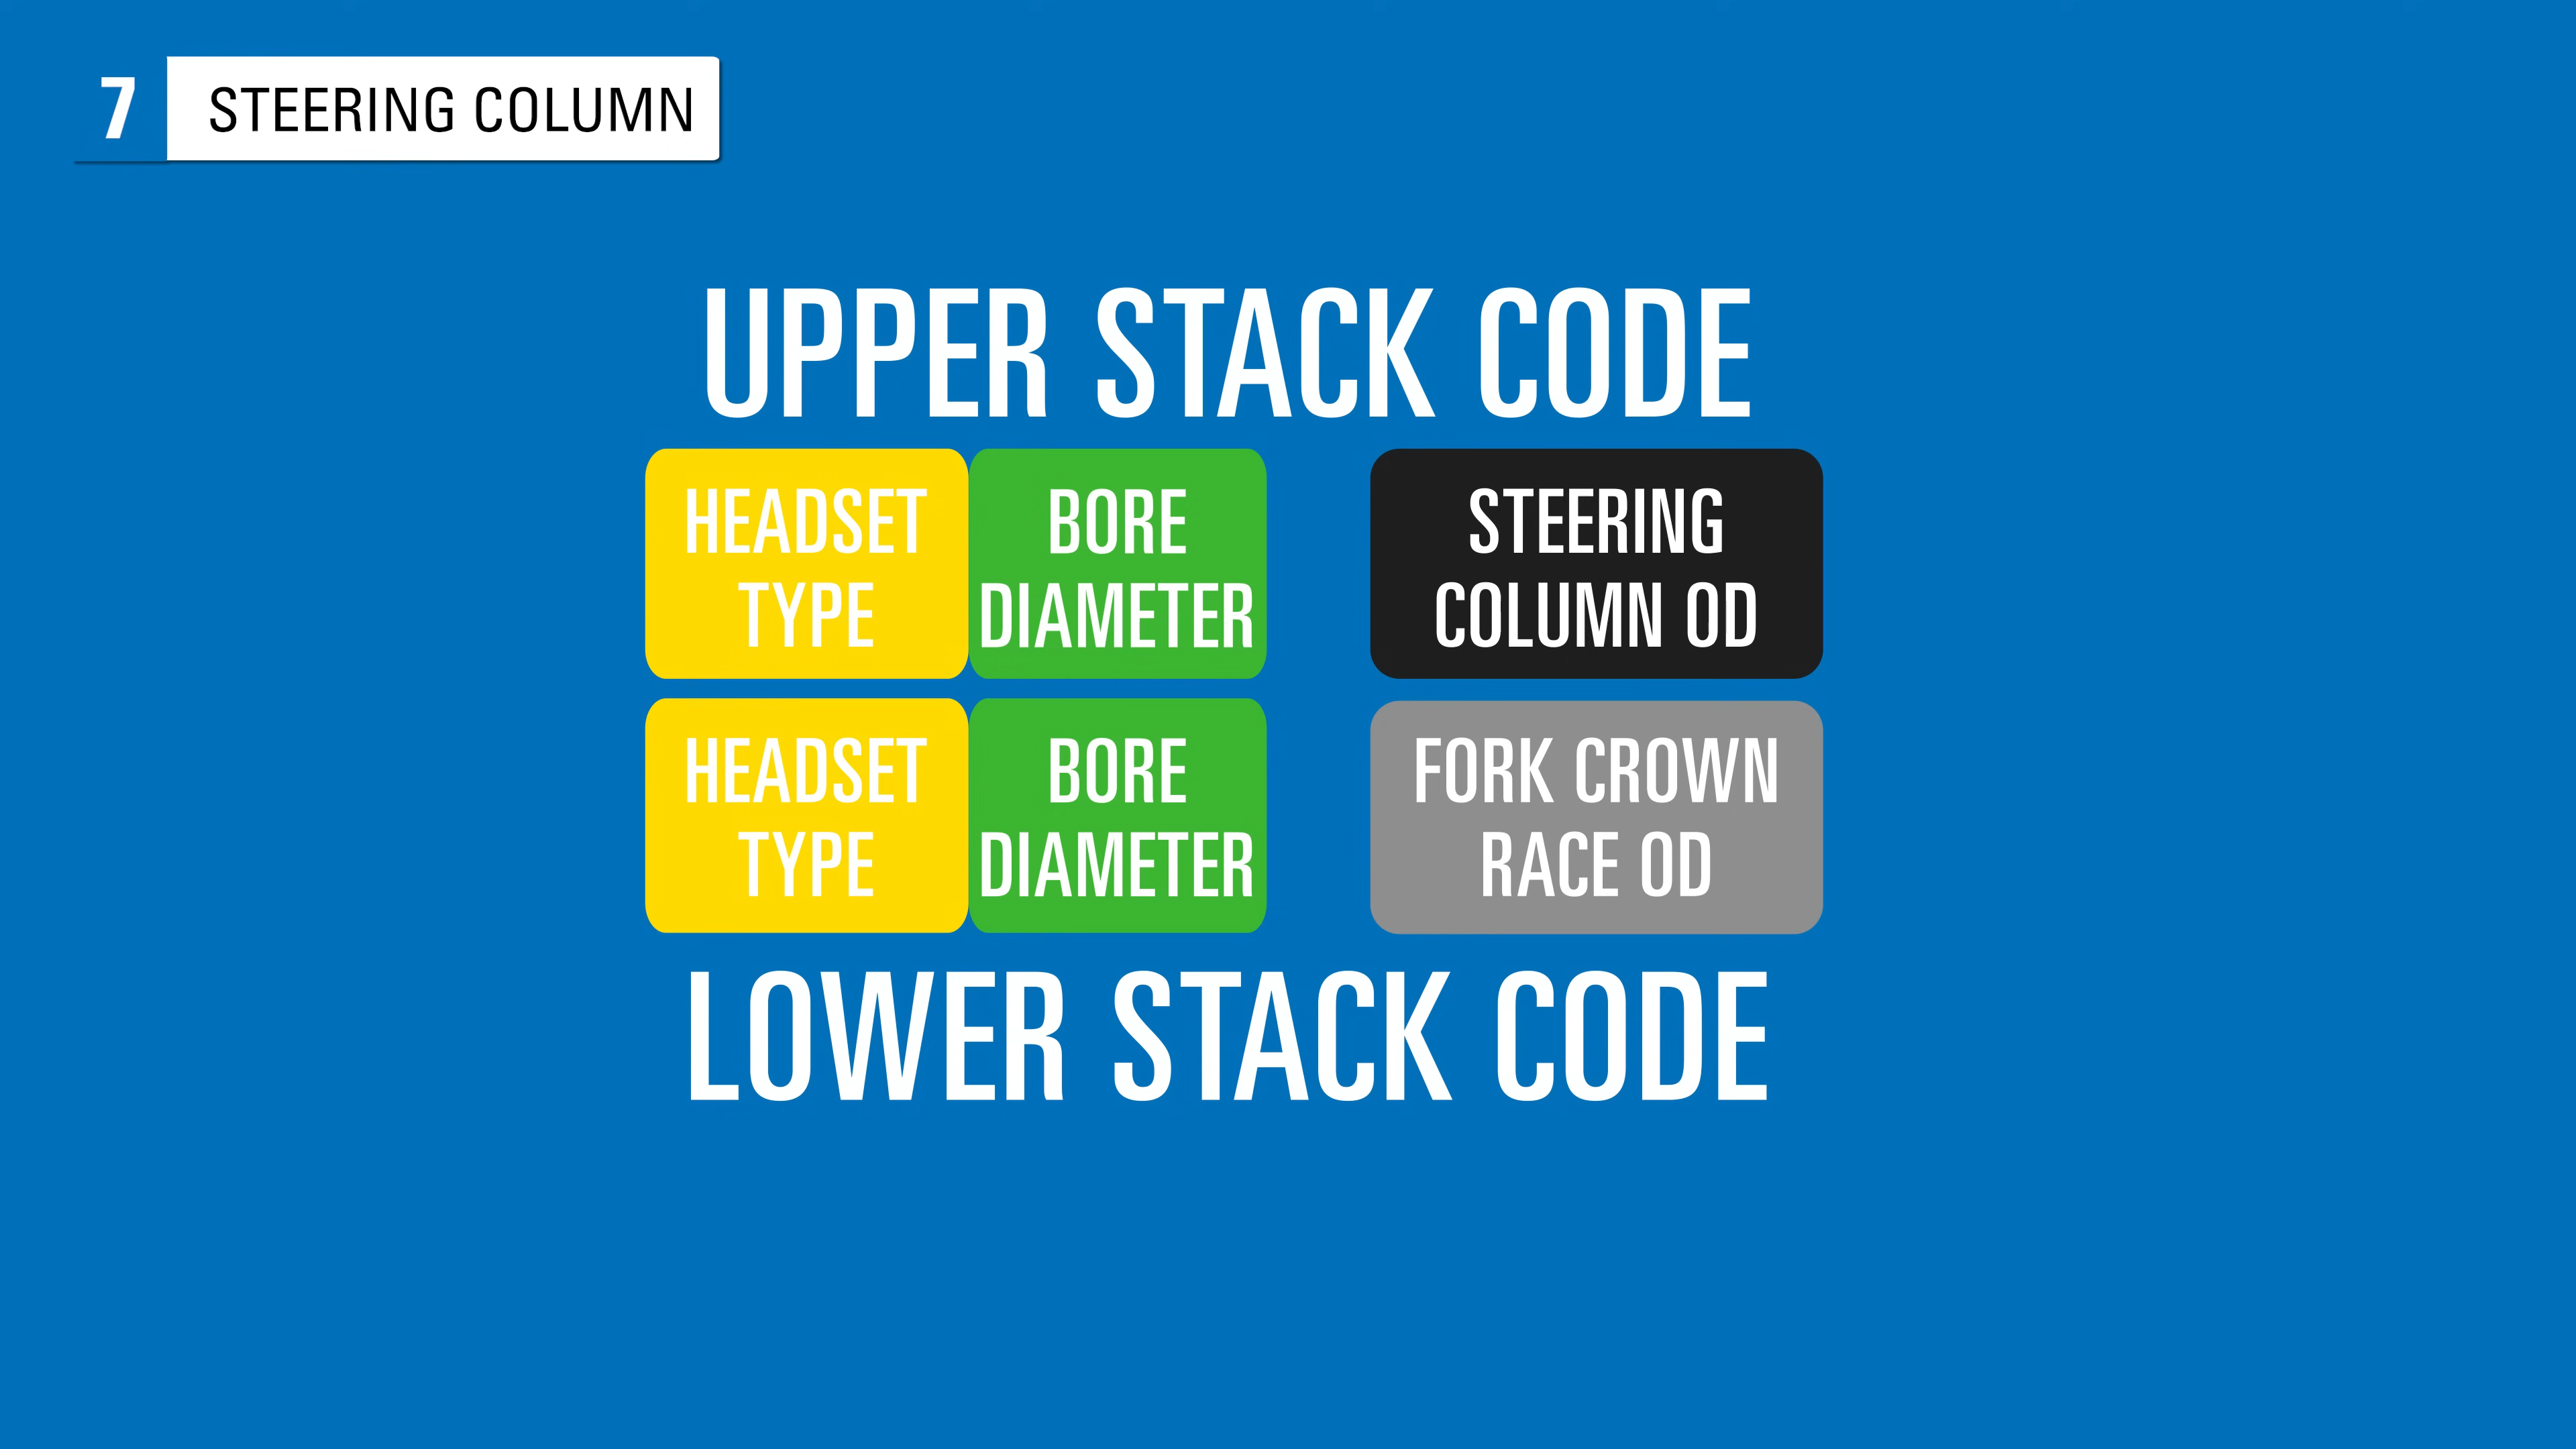 7 STEERING COLUMN
UPPER STACK CODE
HEADSET TYPE
BORE DIAMETER
STEERING COLUMN OD
HEADSET TYPE
BORE DIAMETER
FORK CROWN RACE OD
LOWER STACK CODE